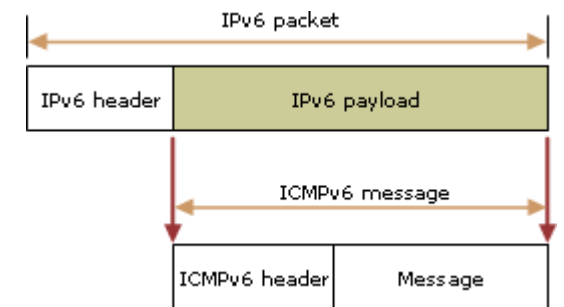 IPv6 packet
IPv6 header
IPv6 payload
ICMPv6 message
ICMPv6 header
Message